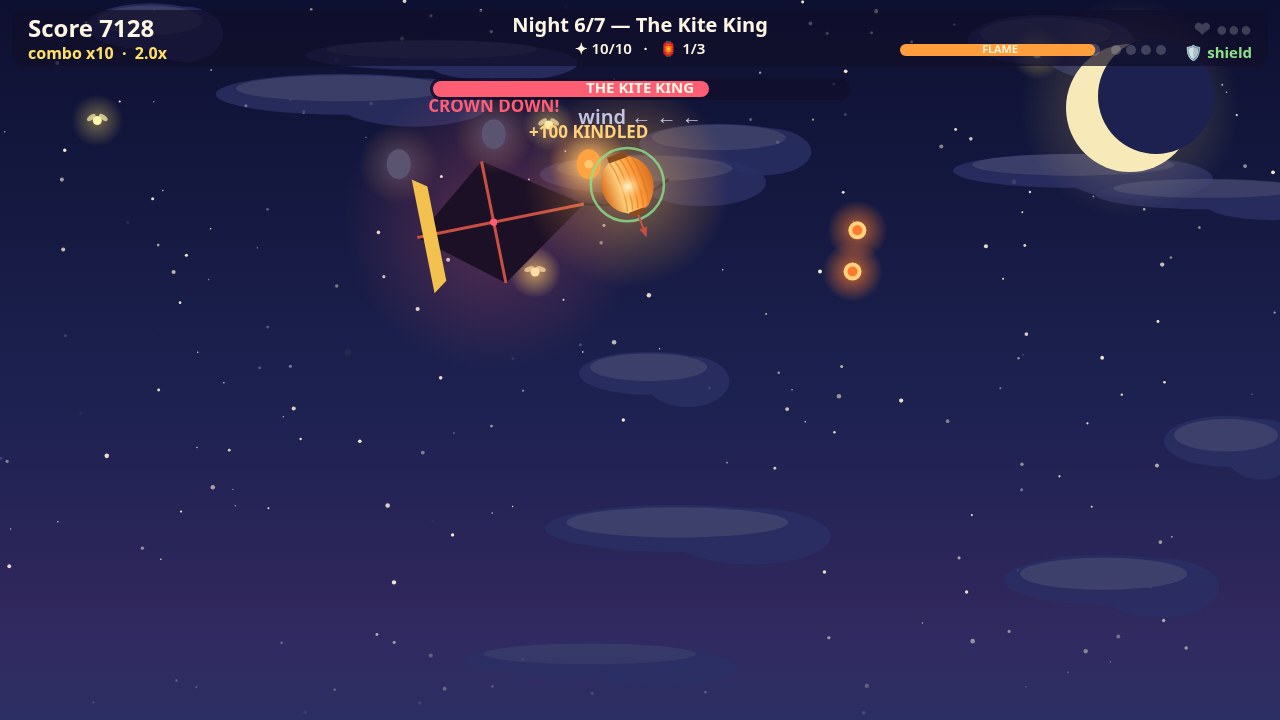 Score 7128
combo x10 · 2.0x
Night 6/7 — The Kite King
✦ 10/10 · 🏮 1/3
FLAME
shield
THE KITE KING
CROWN DOWN!
wind ← ← ←
+100 KINDLED